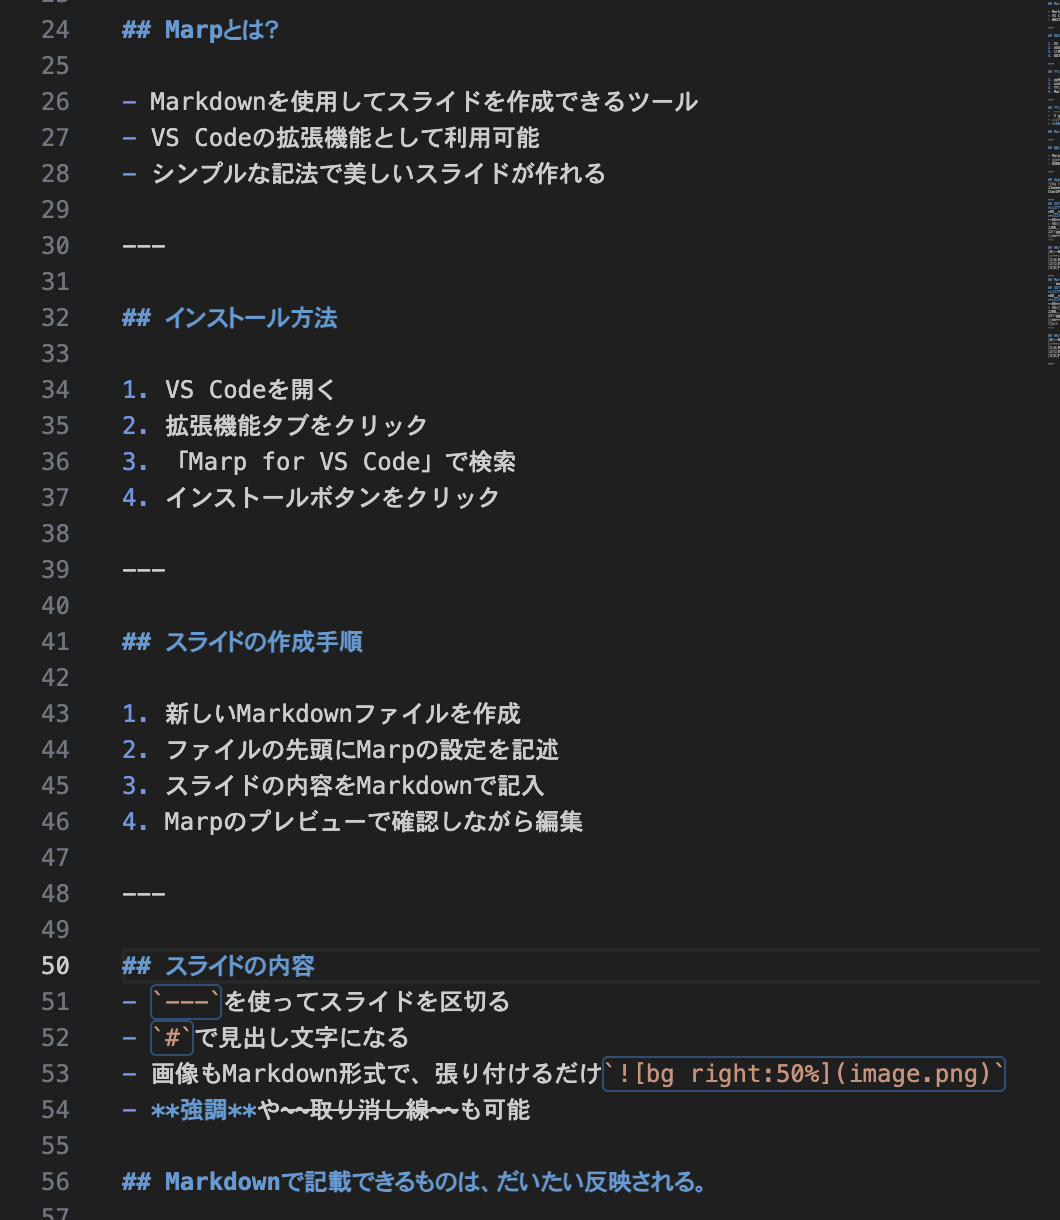 24 ## Marpとは？
25
26 - Markdownを使用してスライドを作成できるツール
27 - VS Codeの拡張機能として利用可能
28 - シンプルな記法で美しいスライドが作れる
29
30 ---
31
32 ## インストール方法
33
34 1. VS Codeを開く
35 2. 拡張機能タブをクリック
36 3. 「Marp for VS Code」で検索
37 4. インストールボタンをクリック
38
39 ---
40
41 ## スライドの作成手順
42
43 1. 新しいMarkdownファイルを作成
44 2. ファイルの先頭にMarpの設定を記述
45 3. スライドの内容をMarkdownで記入
46 4. Marpのプレビューで確認しながら編集
47
48 ---
49
50 ## スライドの内容
51 - `---`を使ってスライドを区切る
52 - `#`で見出し文字になる
53 - 画像もMarkdown形式で、張り付けるだけ`![bg right:50%](image.png)`
54 - **強調**や~~取り消し線~~も可能
55
56 ## Markdownで記載できるものは、だいたい反映される。
57